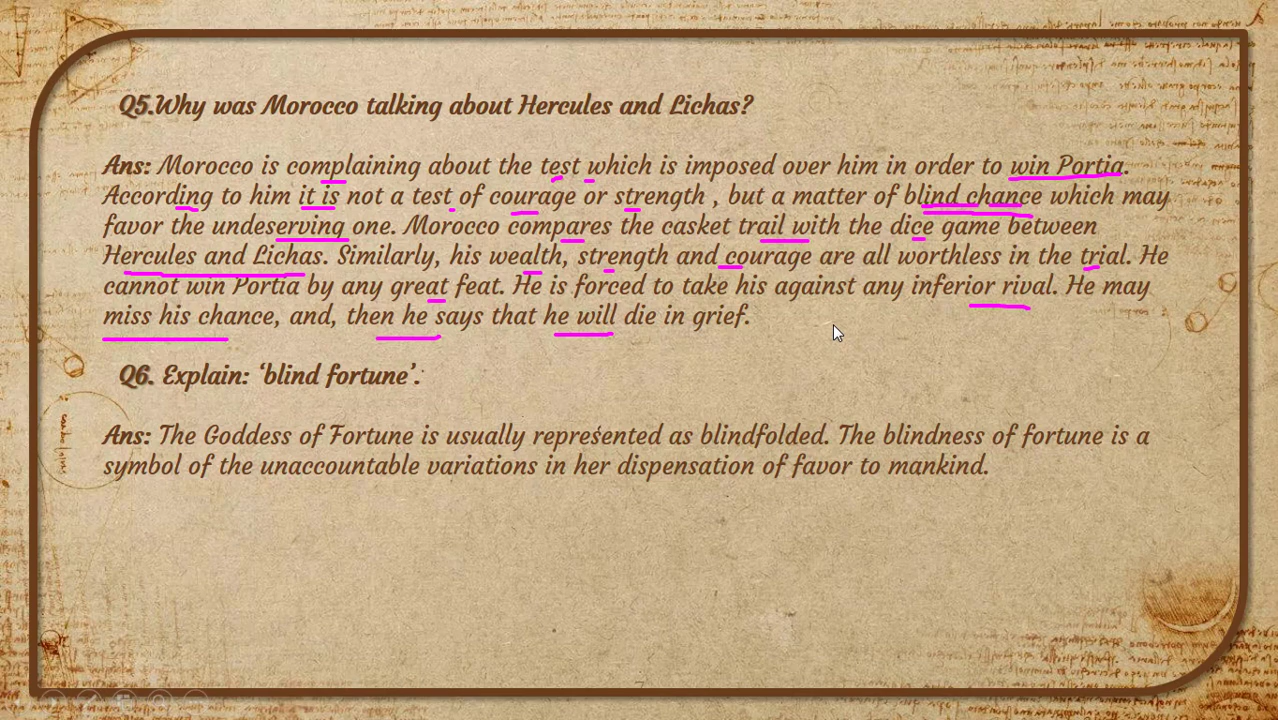 Q5.Why was Morocco talking about Hercules and Lichas?
Ans: Morocco is complaining about the test which is imposed over him in order to win Portia.
According to him it is not a test of courage or strength , but a matter of blind chance which may
favor the undeserving one. Morocco compares the casket trail with the dice game between
Hercules and Lichas. Similarly, his wealth, strength and courage are all worthless in the trial. He
cannot win Portia by any great feat. He is forced to take his against any inferior rival. He may
miss his chance, and, then he says that he will die in grief.
Q6. Explain: ‘blind fortune’.
Ans: The Goddess of Fortune is usually represented as blindfolded. The blindness of fortune is a
symbol of the unaccountable variations in her dispensation of favor to mankind.